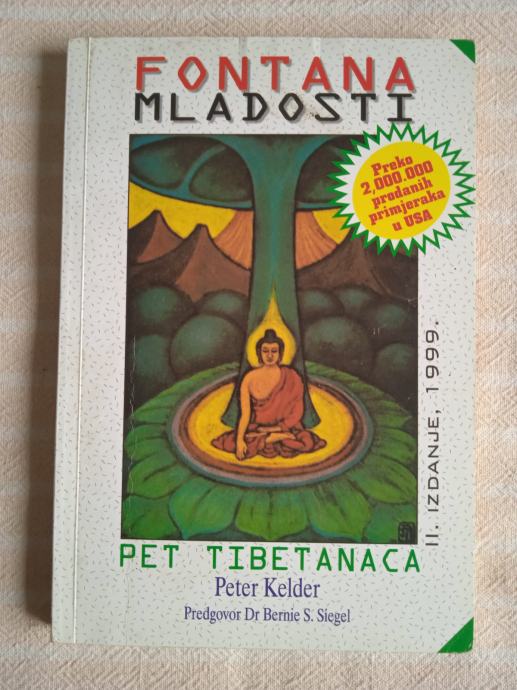 FONTANA
MLADOSTI
Preko
2,000.000
prodanih
primjeraka
u USA
II. IZDANJE, 1999.
PET TIBETANACA
Peter Kelder
Predgovor Dr Bernie S. Siegel